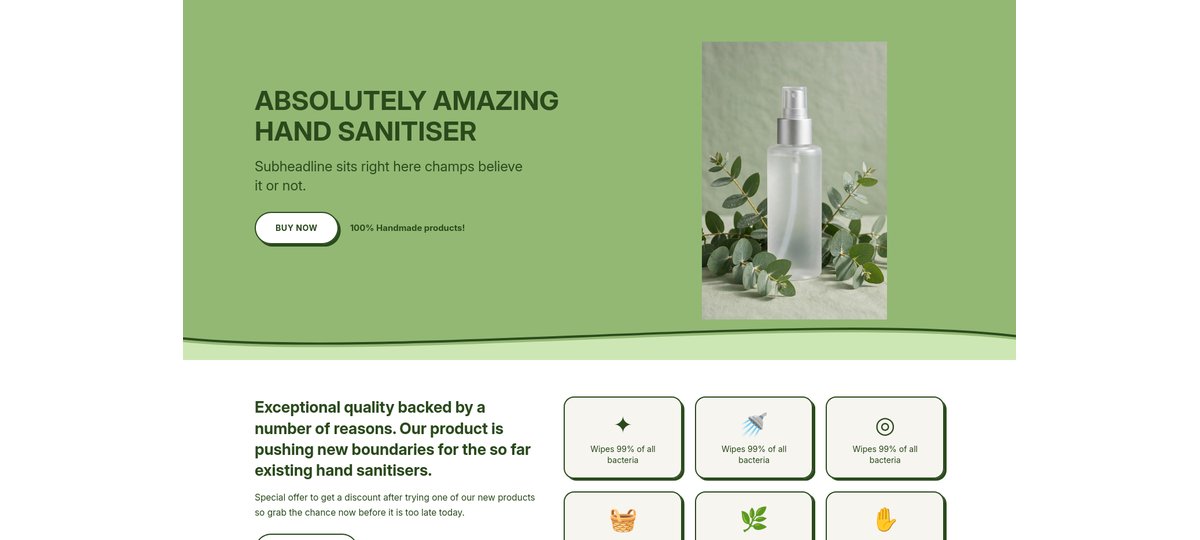 ABSOLUTELY AMAZING
HAND SANITISER
Subheadline sits right here champs believe
it or not.
BUY NOW
100% Handmade products!
Exceptional quality backed by a
number of reasons. Our product is
pushing new boundaries for the so far
existing hand sanitisers.
Special offer to get a discount after trying one of our new products
so grab the chance now before it is too late today.
Wipes 99% of all
bacteria
Wipes 99% of all
bacteria
Wipes 99% of all
bacteria